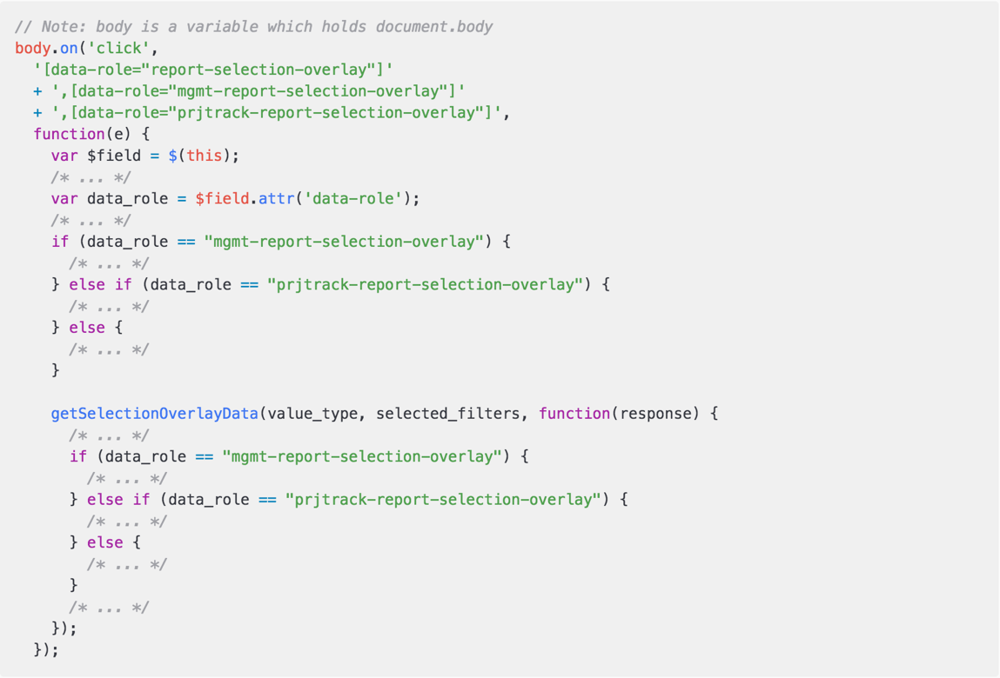 // Note: body is a variable which holds document.body
body.on('click',
  '[data-role="report-selection-overlay"]'
  + ',[data-role="mgmt-report-selection-overlay"]'
  + ',[data-role="prjtrack-report-selection-overlay"]',
  function(e) {
    var $field = $(this);
    /* ... */
    var data_role = $field.attr('data-role');
    /* ... */
    if (data_role == "mgmt-report-selection-overlay") {
      /* ... */
    } else if (data_role == "prjtrack-report-selection-overlay") {
      /* ... */
    } else {
      /* ... */
    }

    getSelectionOverlayData(value_type, selected_filters, function(response) {
      /* ... */
      if (data_role == "mgmt-report-selection-overlay") {
        /* ... */
      } else if (data_role == "prjtrack-report-selection-overlay") {
        /* ... */
      } else {
        /* ... */
      }
      /* ... */
    });
  });